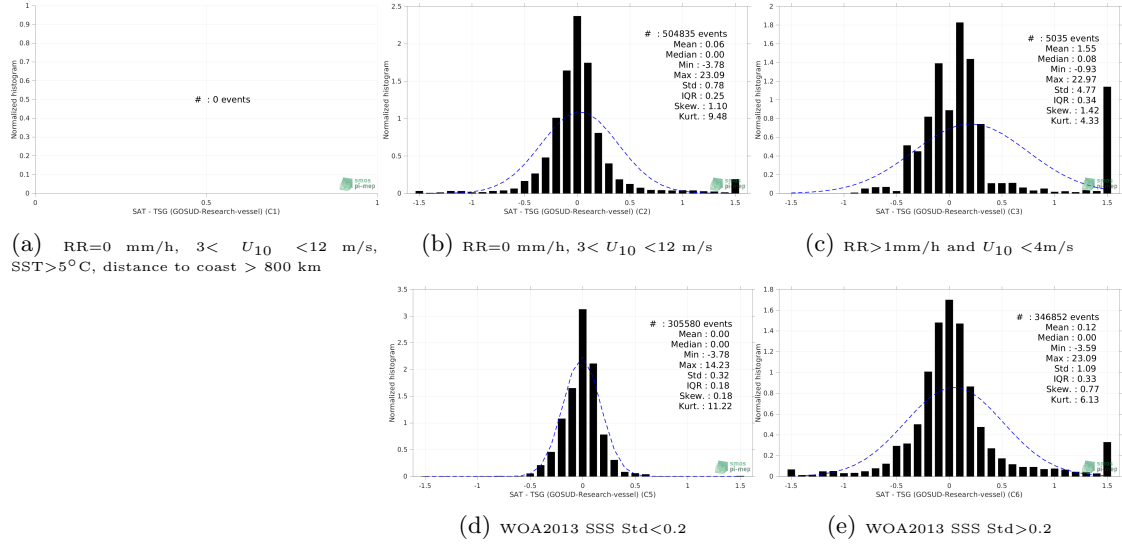 1
0.9
0.8
0.7
0.6
0.5
0.4
0.3
0.2
0.1
0
Normalized histogram
# : 0 events
smos
pi-mep
0 0.5 1
SAT - TSG (GOSUD-Research-vessel) (C1)
(a) RR=0 mm/h, 3< U10 <12 m/s,
SST>5°C, distance to coast > 800 km
2.5
2
1.5
1
0.5
0
Normalized histogram
# : 504835 events
Mean : 0.06
Median : 0.00
Min : -3.78
Max : 23.09
Std : 0.78
IQR : 0.25
Skew. : 1.10
Kurt. : 9.48
smos
pi-mep
-1.5 -1 -0.5 0 0.5 1 1.5
SAT - TSG (GOSUD-Research-vessel) (C2)
(b) RR=0 mm/h, 3< U10 <12 m/s
2
1.8
1.6
1.4
1.2
1
0.8
0.6
0.4
0.2
0
Normalized histogram
# : 5035 events
Mean : 1.55
Median : 0.08
Min : -0.93
Max : 22.97
Std : 4.77
IQR : 0.34
Skew. : 1.42
Kurt. : 4.33
smos
pi-mep
-1.5 -1 -0.5 0 0.5 1 1.5
SAT - TSG (GOSUD-Research-vessel) (C3)
(c) RR>1mm/h and U10 <4m/s
3.5
3
2.5
2
1.5
1
0.5
0
Normalized histogram
# : 305580 events
Mean : 0.00
Median : 0.00
Min : -3.78
Max : 14.23
Std : 0.32
IQR : 0.18
Skew. : 0.18
Kurt. : 11.22
smos
pi-mep
-1.5 -1 -0.5 0 0.5 1 1.5
SAT - TSG (GOSUD-Research-vessel) (C5)
(d) WOA2013 SSS Std<0.2
1.8
1.6
1.4
1.2
1
0.8
0.6
0.4
0.2
0
Normalized histogram
# : 346852 events
Mean : 0.12
Median : 0.00
Min : -3.59
Max : 23.09
Std : 1.09
IQR : 0.33
Skew. : 0.77
Kurt. : 6.13
smos
pi-mep
-1.5 -1 -0.5 0 0.5 1 1.5
SAT - TSG (GOSUD-Research-vessel) (C6)
(e) WOA2013 SSS Std>0.2